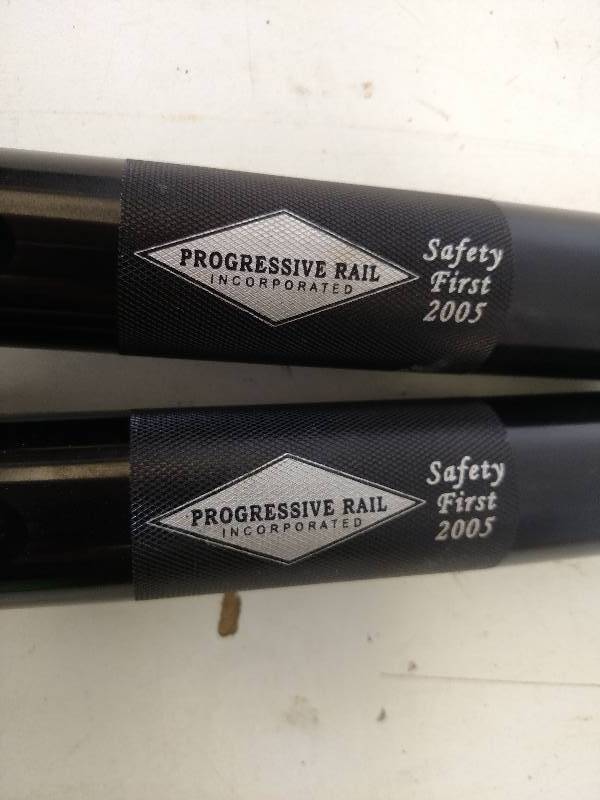 PROGRESSIVE RAIL
INCORPORATED
Safety
First
2005
PROGRESSIVE RAIL
INCORPORATED
Safety
First
2005